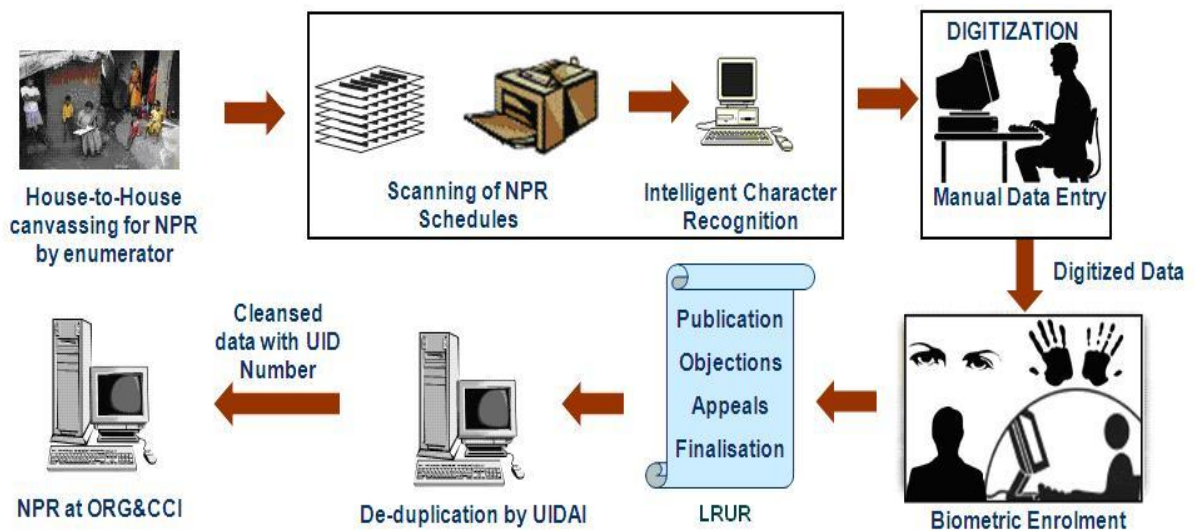 House-to-House
canvassing for NPR
by enumerator
Scanning of NPR
Schedules
Intelligent Character
Recognition
DIGITIZATION
Manual Data Entry
Digitized Data
Biometric Enrolment
Publication
Objections
Appeals
Finalisation
LRUR
De-duplication by UIDAI
Cleansed
data with UID
Number
NPR at ORG&CCI